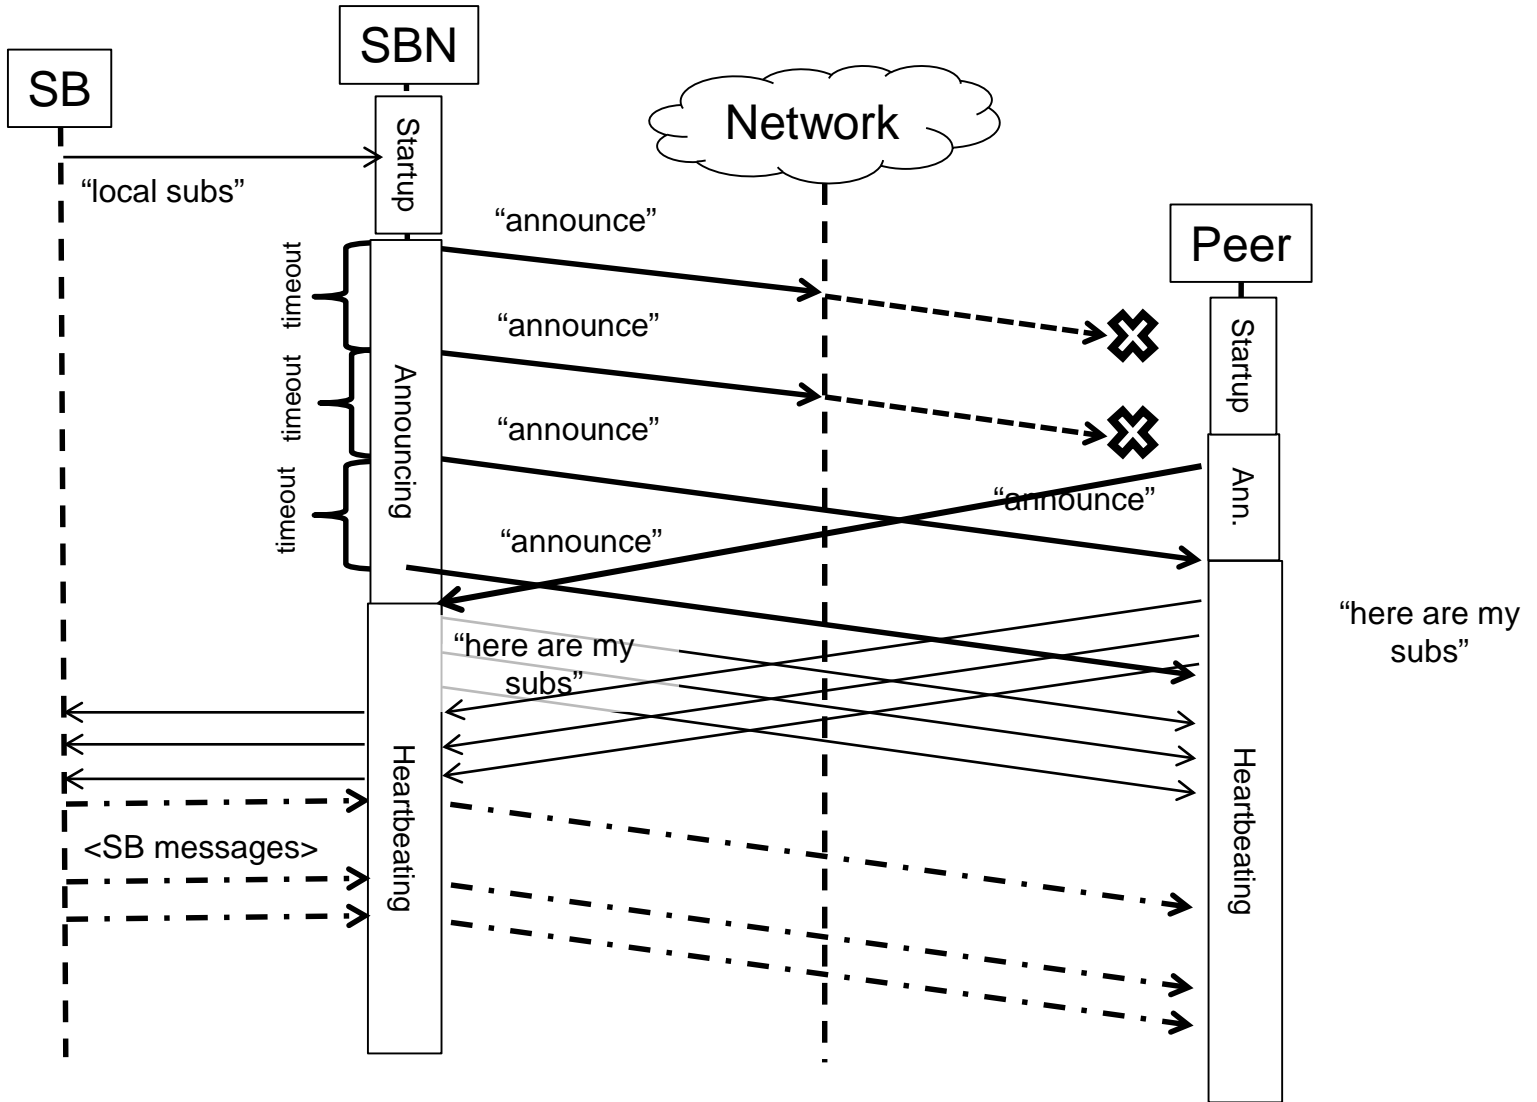 SBN
SB
Startup
Network
“local subs”
“announce”
Peer
timeout
“announce”
Startup
timeout
Announcing
“announce”
timeout
“announce”
Ann.
“announce”
“here are my
subs”
“here are my
subs”
Heartbeating
Heartbeating
<SB messages>